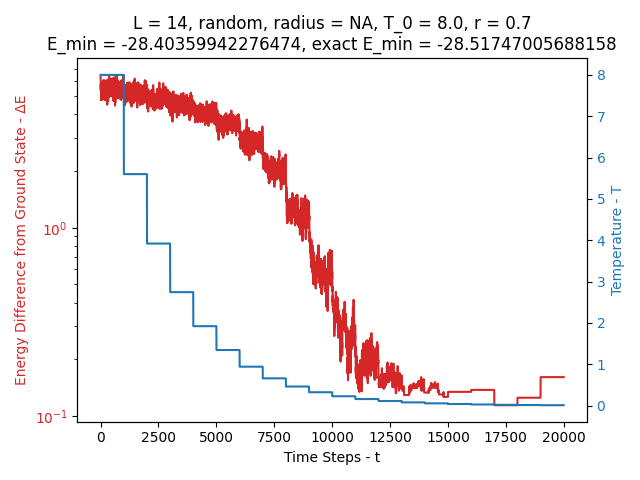 L = 14, random, radius = NA, T_0 = 8.0, r = 0.7
E_min = -28.40359942276474, exact E_min = -28.51747005688158
Energy Difference from Ground State - ΔE
10⁰
10⁻¹
8
7
6
5
4
3
2
1
0
Temperature - T
0 2500 5000 7500 10000 12500 15000 17500 20000
Time Steps - t